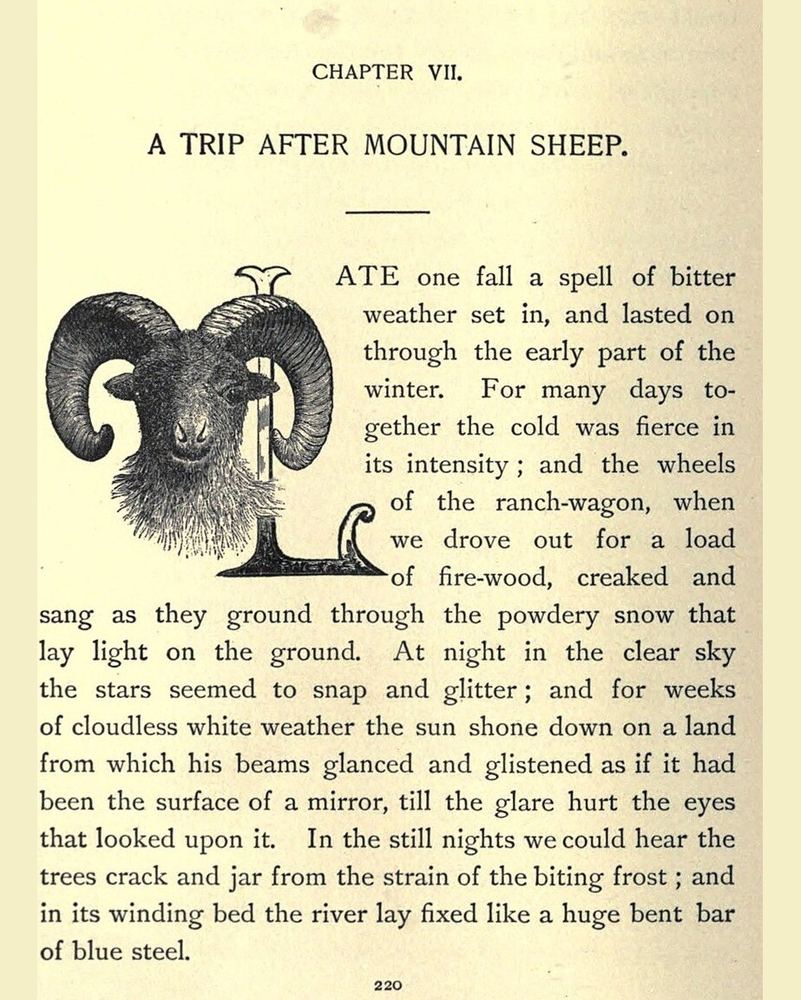 CHAPTER VII.
A TRIP AFTER MOUNTAIN SHEEP.
LATE one fall a spell of bitter
weather set in, and lasted on
through the early part of the
winter. For many days to-
gether the cold was fierce in
its intensity ; and the wheels
of the ranch-wagon, when
we drove out for a load
of fire-wood, creaked and
sang as they ground through the powdery snow that
lay light on the ground. At night in the clear sky
the stars seemed to snap and glitter ; and for weeks
of cloudless white weather the sun shone down on a land
from which his beams glanced and glistened as if it had
been the surface of a mirror, till the glare hurt the eyes
that looked upon it. In the still nights we could hear the
trees crack and jar from the strain of the biting frost ; and
in its winding bed the river lay fixed like a huge bent bar
of blue steel.
220